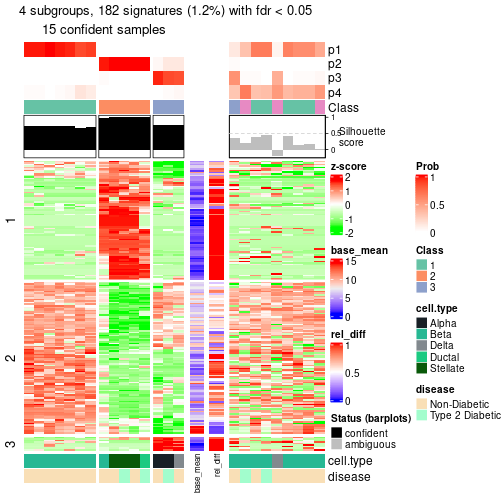 4 subgroups, 182 signatures (1.2%) with fdr < 0.05
15 confident samples
p1
p2
p3
p4
Class
1
0.5
0
Silhouette
score
1
2
3
z-score
2
1
0
-1
-2
base_mean
15
10
5
0
rel_diff
1
0.5
0
Status (barplots)
confident
ambiguous
Prob
1
0.5
0
Class
1
2
3
cell.type
Alpha
Beta
Delta
Ductal
Stellate
disease
Non-Diabetic
Type 2 Diabetic
cell.type
disease
base_mean
rel_diff